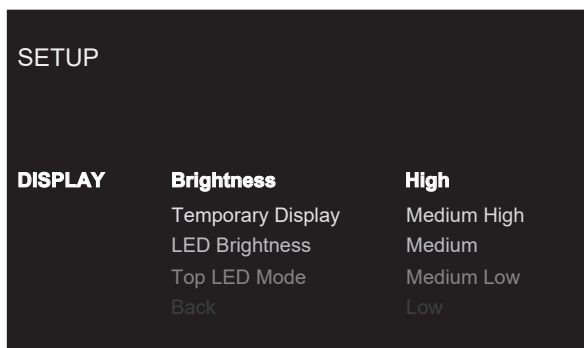 SETUP
DISPLAY Brightness High
Temporary Display Medium High
LED Brightness Medium
Top LED Mode Medium Low
Back Low